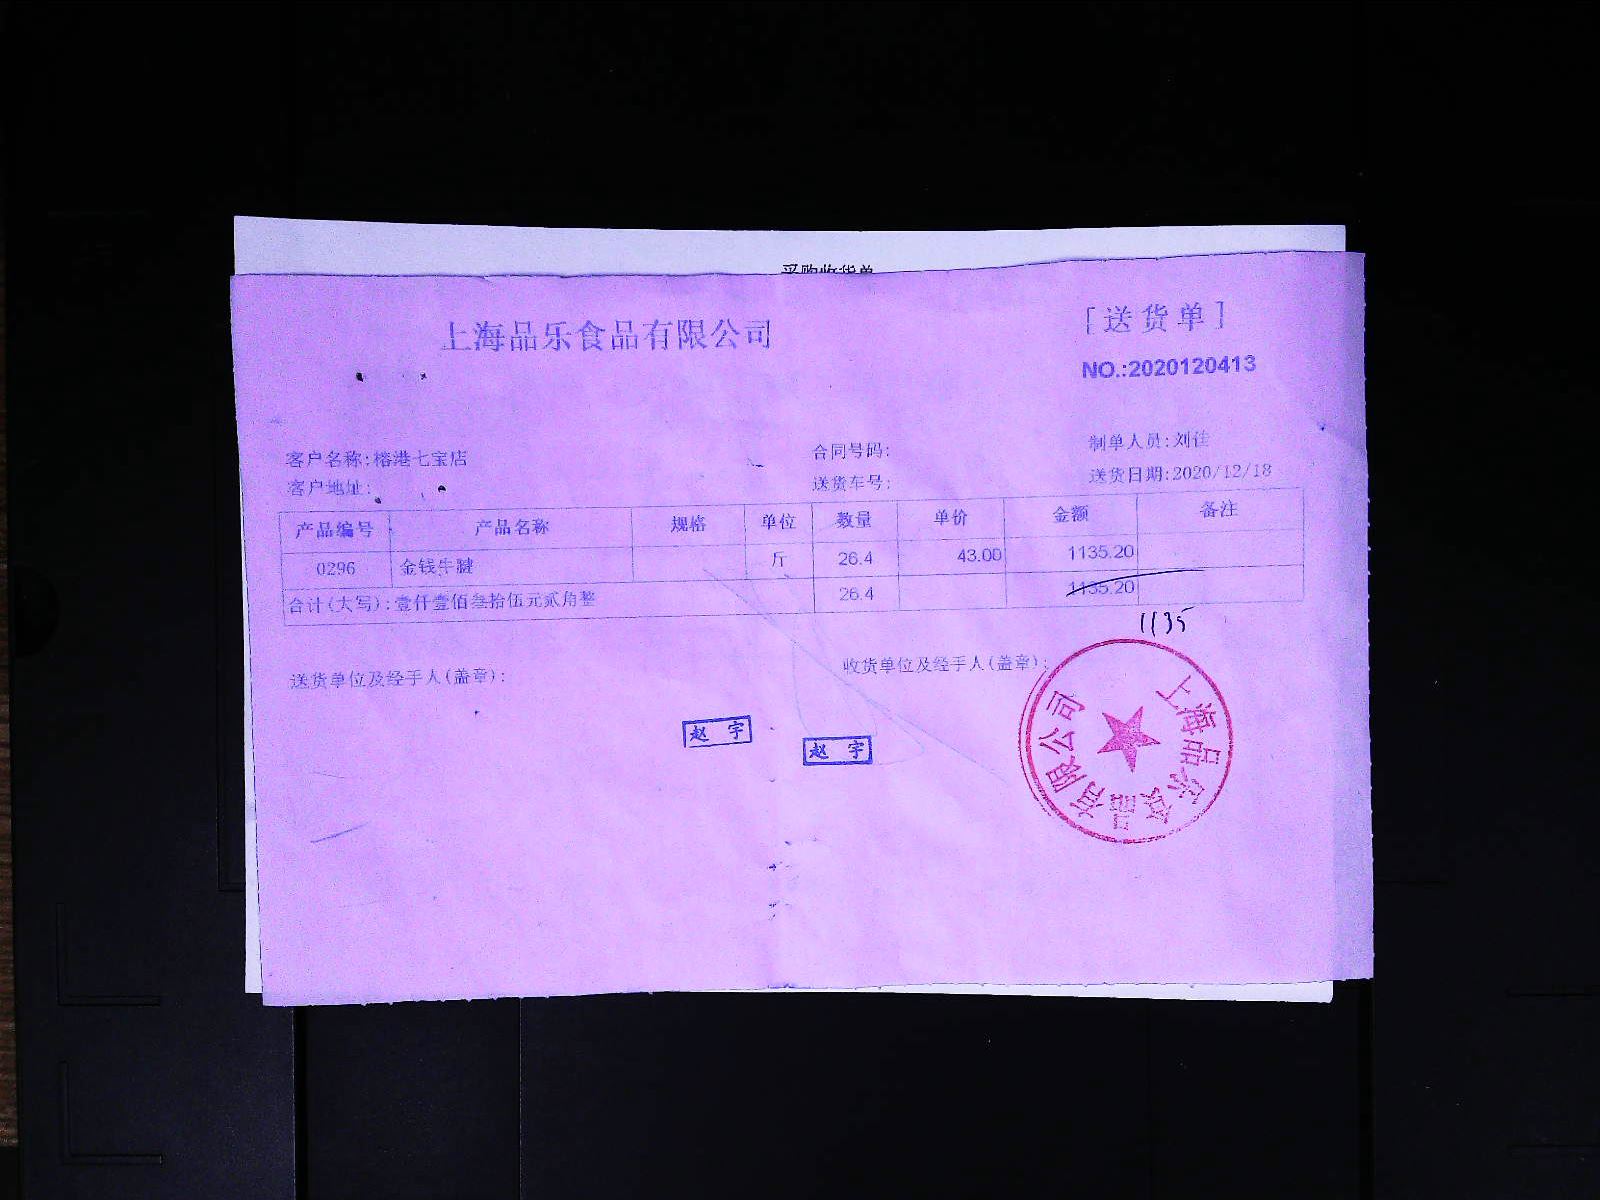 采购收货单
上海品乐食品有限公司
[送货单]
NO.:2020120413
客户名称:榕港七宝店
合同号码:
制单人员:刘佳
客户地址:
送货车号:
送货日期:2020/12/18
产品编号 产品名称 规格 单位 数量 单价 金额 备注
0296 金钱牛腱 斤 26.4 43.00 1135.20
合计(大写):壹仟壹佰叁拾伍元贰角整 26.4 1135.20
1135
送货单位及经手人(盖章):
收货单位及经手人(盖章):
赵宇
赵宇
上海品乐食品有限公司